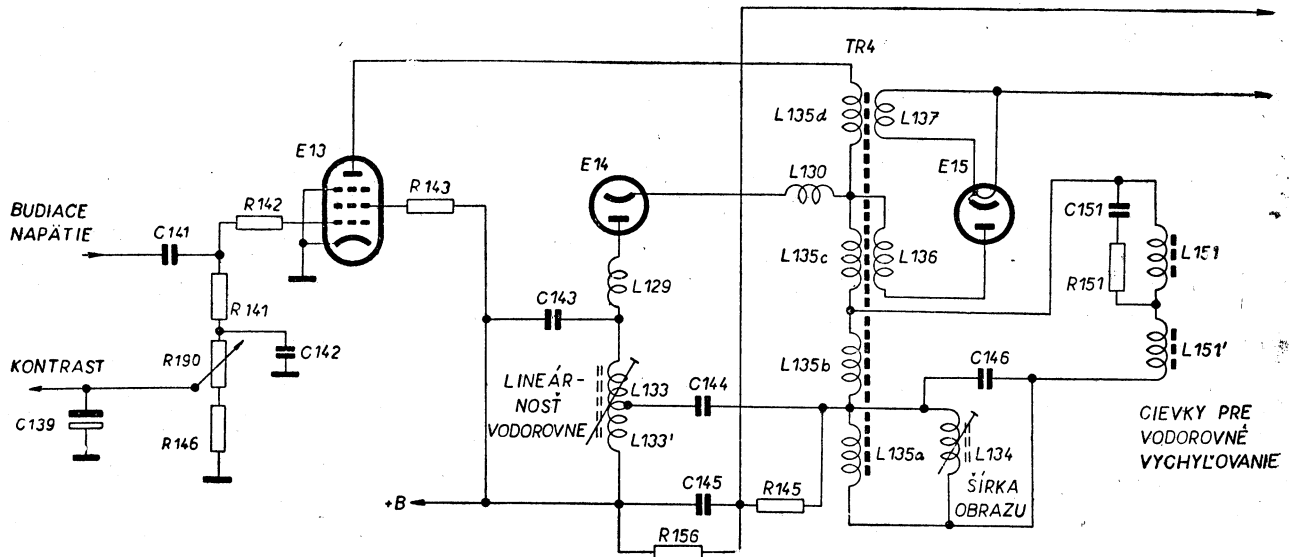 TR4
L135d
L137
E13
E14
E15
L130
R143
R142
BUDIACE
NAPÄTIE
C141
C151
L151
L135c
L136
R151
L129
R141
C143
L151'
C142
R190
L135b
C146
KONTRAST
LINEÁR-
NOSŤ
VODOROVNE
L133
C144
L133'
C139
R146
CIEVKY PRE
VODOROVNÉ
VYCHYĽOVANIE
L135a
L134
ŠÍRKA
OBRAZU
C145
R145
+B
R156